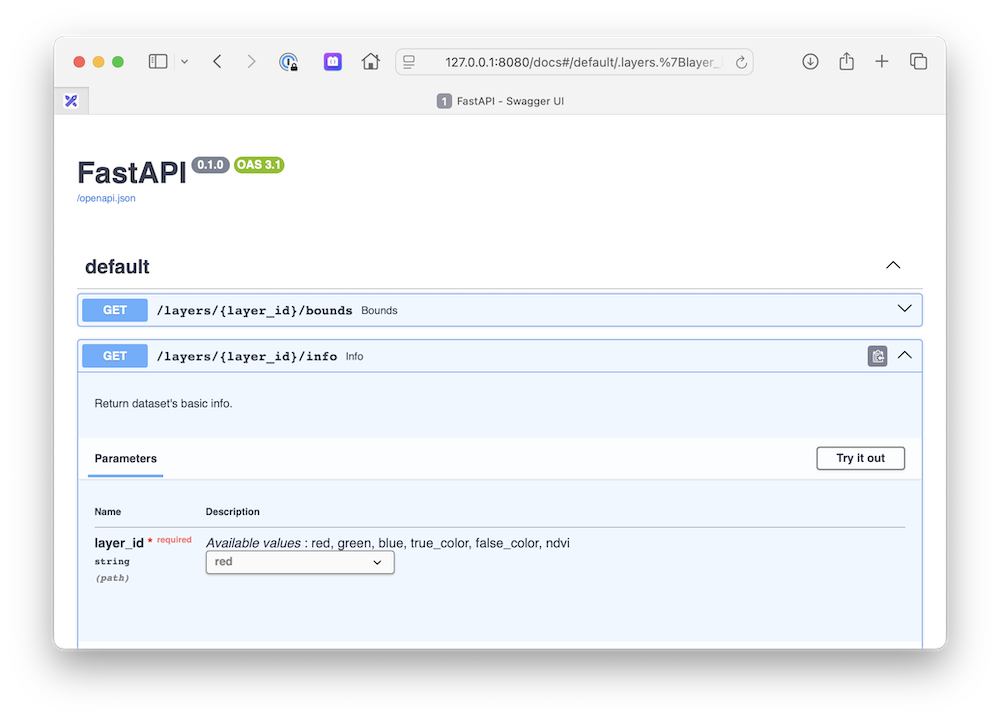 127.0.0.1:8080/docs#/default/.layers.%7Blayer_
1 FastAPI - Swagger UI
FastAPI 0.1.0 OAS 3.1
/openapi.json
default
GET /layers/{layer_id}/bounds Bounds
GET /layers/{layer_id}/info Info
Return dataset's basic info.
Parameters Try it out
Name Description
layer_id * required Available values : red, green, blue, true_color, false_color, ndvi
string red
(path)